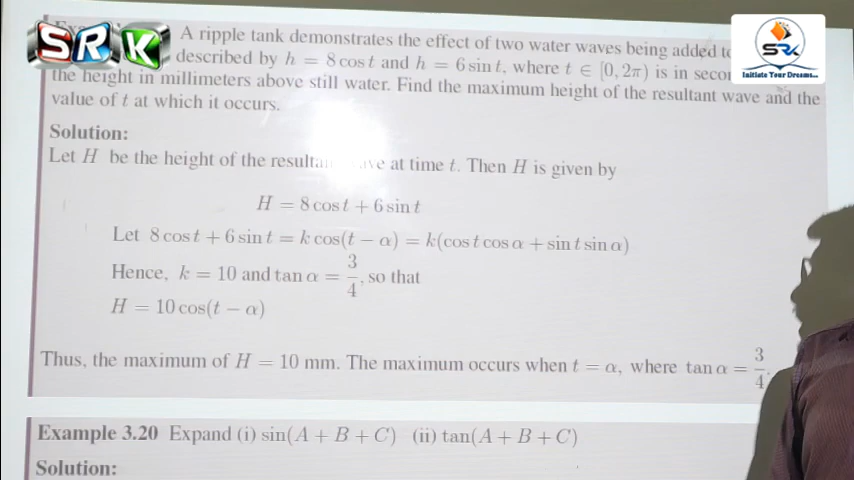 SRK
A ripple tank demonstrates the effect of two water waves being added
SRK
Initiate Your Dreams...
described by h = 8 cos t and h = 6 sin t, where t ∈ [0, 2π) is in
the height in millimeters above still water. Find the maximum height of the resultant wave and the
value of t at which it occurs.
Solution:
Let H be the height of the at time t. Then H is given by
H = 8 cos t + 6 sin t
Let 8 cos t + 6 sin t = k cos(t − α) = k(cos t cos α + sin t sin α)
Hence, k = 10 and tan α = 3/4, so that
H = 10 cos(t − α)
Thus, the maximum of H = 10 mm. The maximum occurs when t = α, where tan α = 3/4.
Example 3.20 Expand (i) sin(A + B + C) (ii) tan(A + B + C)
Solution: